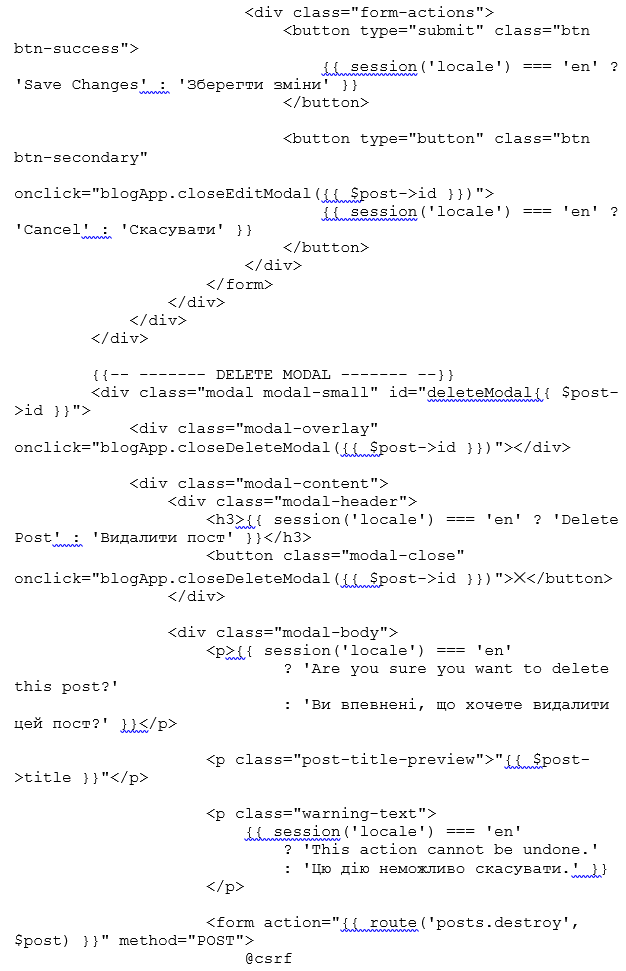 <div class="form-actions">
<button type="submit" class="btn
btn-success">
{{ session('locale') === 'en' ?
'Save Changes' : 'Зберегти зміни' }}
</button>
<button type="button" class="btn
btn-secondary"
onclick="blogApp.closeEditModal({{ $post->id }})">
{{ session('locale') === 'en' ?
'Cancel' : 'Скасувати' }}
</button>
</div>
</form>
</div>
</div>
</div>
{{-- ------- DELETE MODAL ------- --}}
<div class="modal modal-small" id="deleteModal{{ $post-
>id }}">
<div class="modal-overlay"
onclick="blogApp.closeDeleteModal({{ $post->id }})"></div>
<div class="modal-content">
<div class="modal-header">
<h3>{{ session('locale') === 'en' ? 'Delete
Post' : 'Видалити пост' }}</h3>
<button class="modal-close"
onclick="blogApp.closeDeleteModal({{ $post->id }})">✕</button>
</div>
<div class="modal-body">
<p>{{ session('locale') === 'en'
? 'Are you sure you want to delete
this post?'
: 'Ви впевнені, що хочете видалити
цей пост?' }}</p>
<p class="post-title-preview">"{{ $post-
>title }}"</p>
<p class="warning-text">
{{ session('locale') === 'en'
? 'This action cannot be undone.'
: 'Цю дію неможливо скасувати.' }}
</p>
<form action="{{ route('posts.destroy',
$post) }}" method="POST">
@csrf